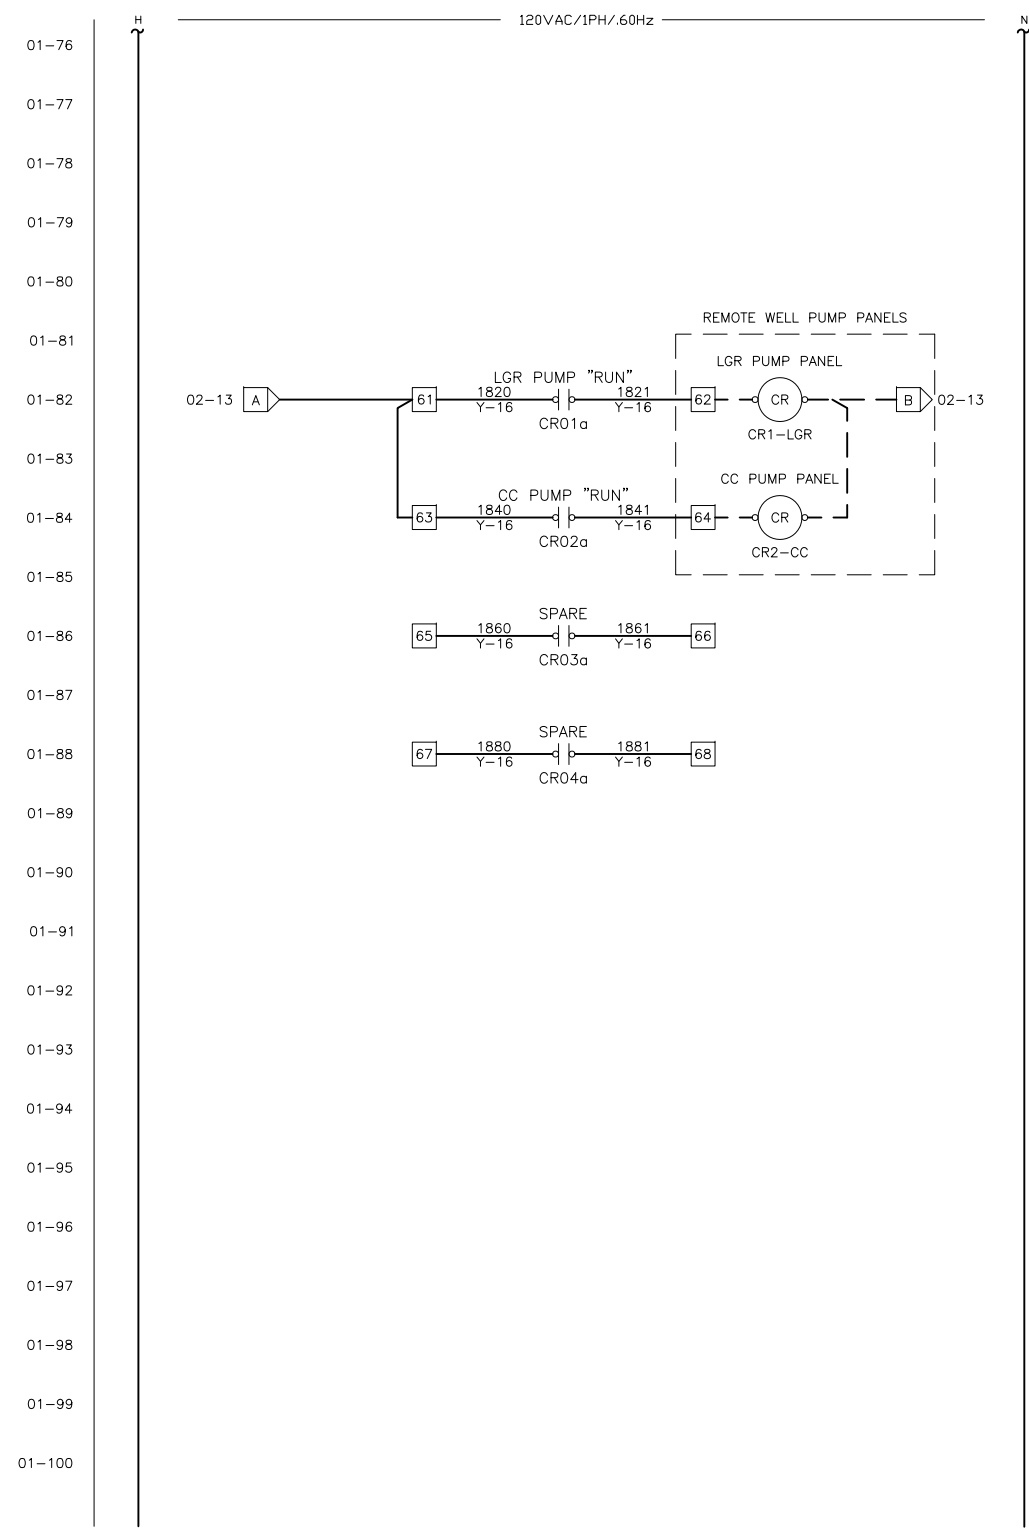 H 120VAC/1PH/.60Hz N
01-76
01-77
01-78
01-79
01-80
REMOTE WELL PUMP PANELS
01-81
LGR PUMP PANEL
LGR PUMP "RUN"
01-82 02-13 A 61 1820 1821 62 CR B 02-13
Y-16 Y-16
CR01a
CR1-LGR
01-83
CC PUMP PANEL
CC PUMP "RUN"
01-84 63 1840 1841 64 CR
Y-16 Y-16
CR02a
CR2-CC
01-85
SPARE
01-86 65 1860 1861 66
Y-16 Y-16
CR03a
01-87
SPARE
01-88 67 1880 1881 68
Y-16 Y-16
CR04a
01-89
01-90
01-91
01-92
01-93
01-94
01-95
01-96
01-97
01-98
01-99
01-100